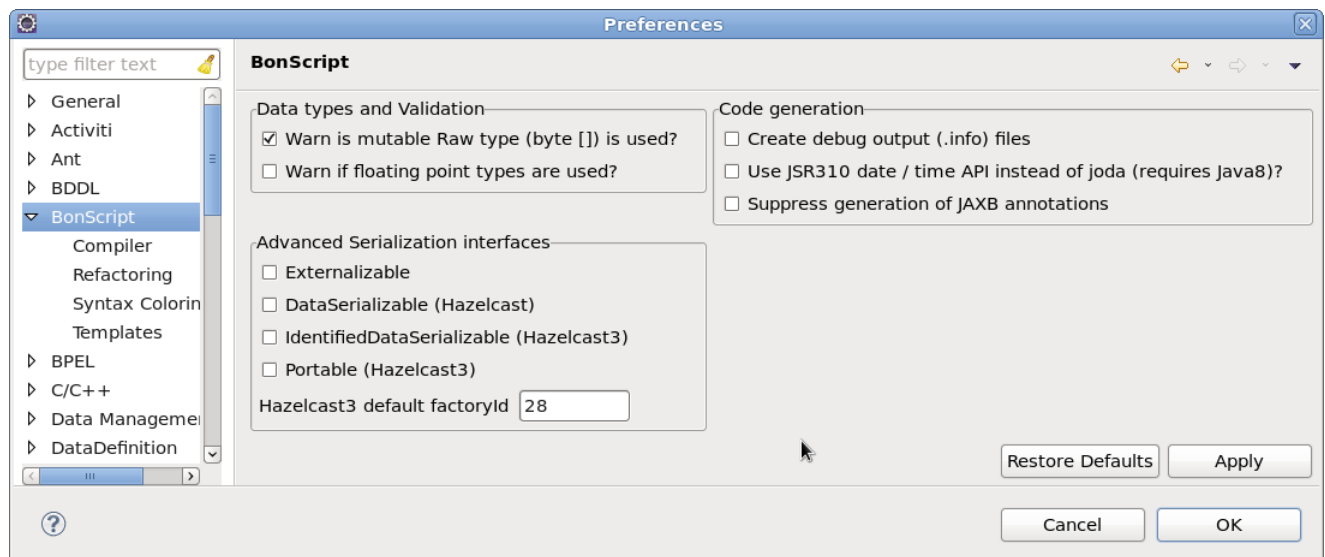 Preferences
type filter text
General
Activiti
Ant
BDDL
BonScript
Compiler
Refactoring
Syntax Colorin
Templates
BPEL
C/C++
Data Manageme
DataDefinition
BonScript
Data types and Validation
Warn is mutable Raw type (byte []) is used?
Warn if floating point types are used?
Code generation
Create debug output (.info) files
Use JSR310 date / time API instead of joda (requires Java8)?
Suppress generation of JAXB annotations
Advanced Serialization interfaces
Externalizable
DataSerializable (Hazelcast)
IdentifiedDataSerializable (Hazelcast3)
Portable (Hazelcast3)
Hazelcast3 default factoryId 28
Restore Defaults Apply
? Cancel OK